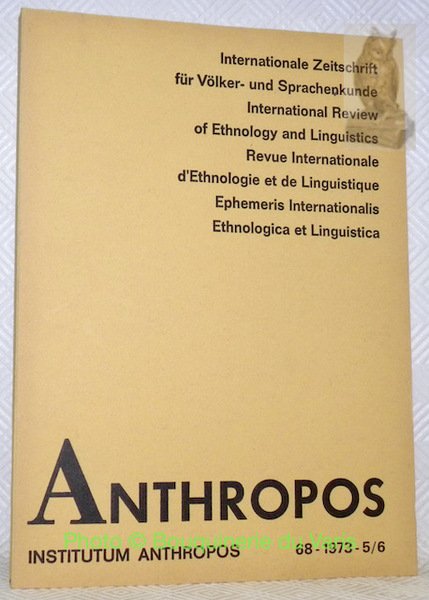 Internationale Zeitschrift
für Völker- und Sprachenkunde
International Review
of Ethnology and Linguistics
Revue Internationale
d'Ethnologie et de Linguistique
Ephemeris Internationalis
Ethnologica et Linguistica
ANTHROPOS
INSTITUTUM ANTHROPOS 68-1973-5/6
Photo © Bouquinerie du Varis